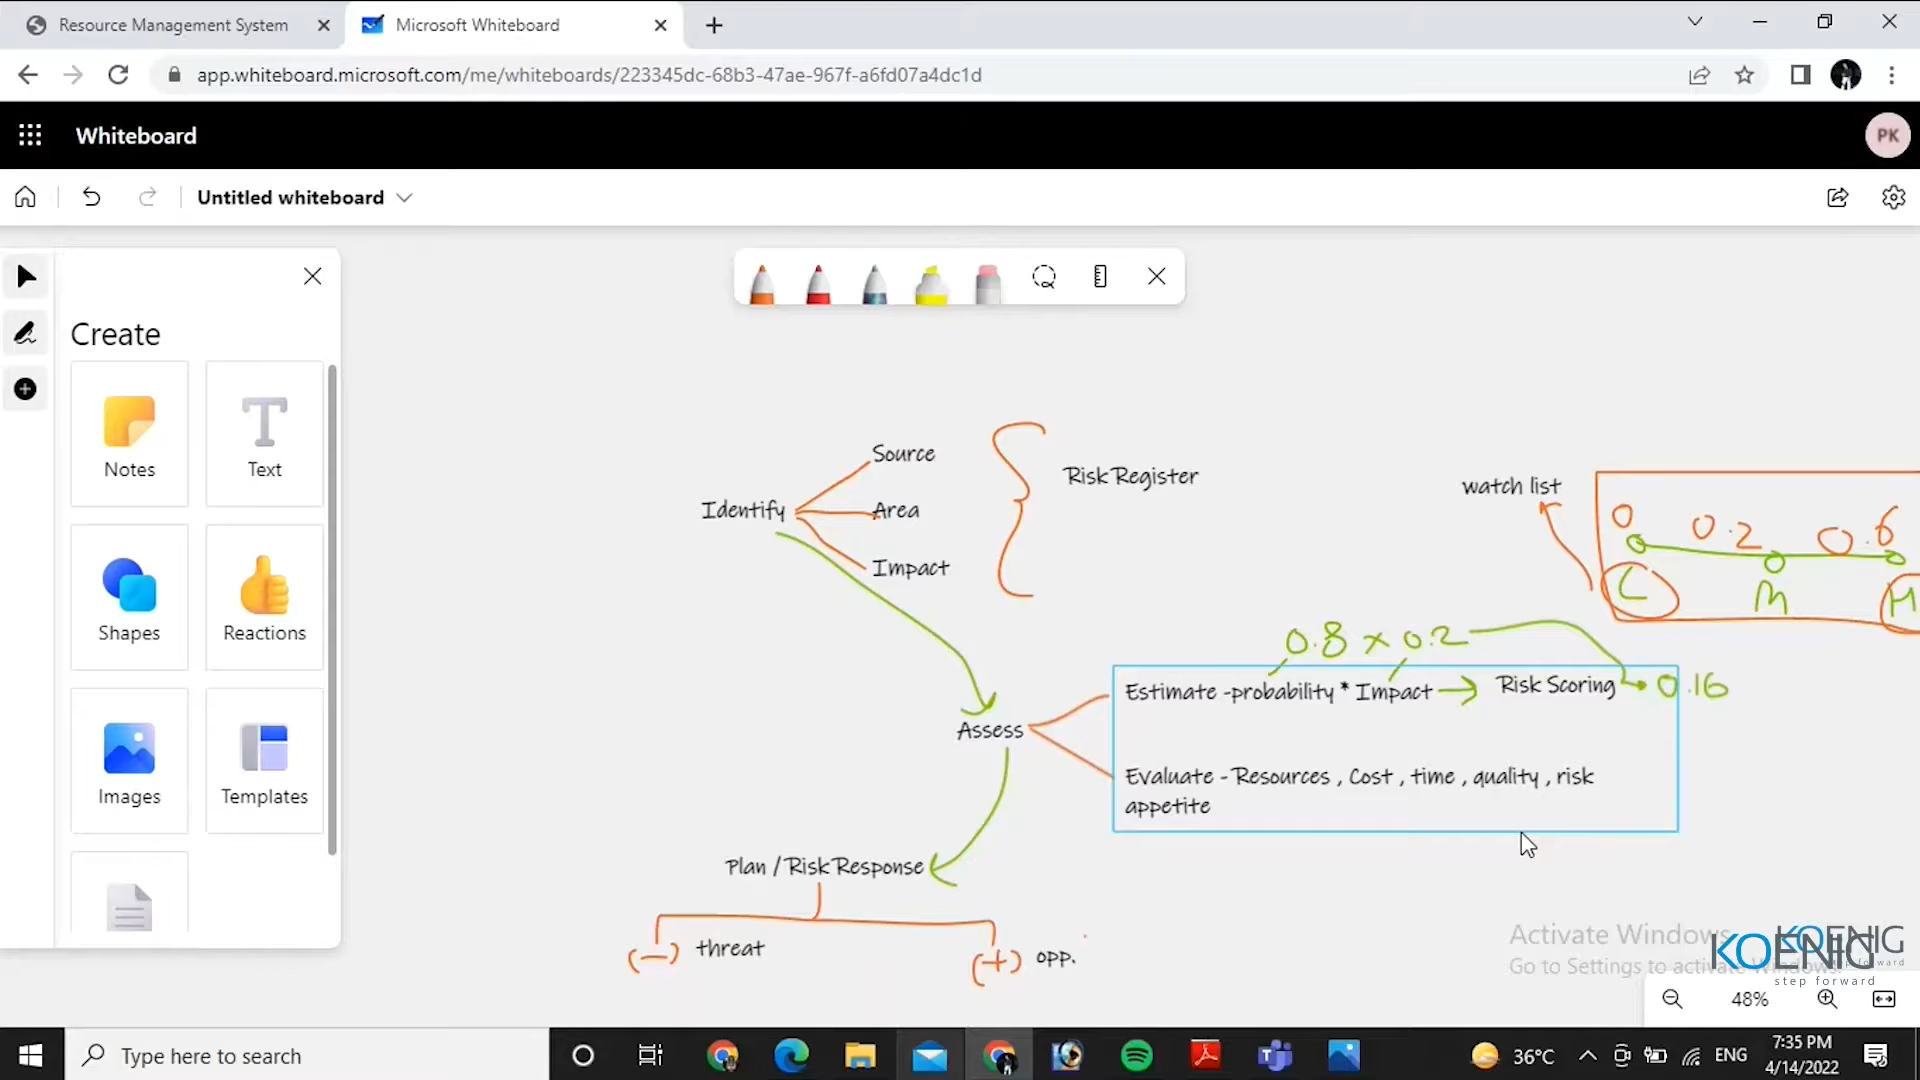 Resource Management System
Microsoft Whiteboard
app.whiteboard.microsoft.com/me/whiteboards/223345dc-68b3-47ae-967f-a6fd07a4dc1d
Whiteboard
PK
Untitled whiteboard
Create
Notes
Text
Shapes
Reactions
Images
Templates
Source
Identify
Area
Impact
Risk Register
watch list
0
0.2
0.6
L
M
H
0.8 x 0.2
Estimate -probability * Impact
Risk Scoring
0.16
Assess
Evaluate - Resources , Cost , time , quality , risk
appetite
Plan / Risk Response
(-) threat
(+) opp.
Activate Windows
Go to Settings to activate Windows.
KOENIG
step forward
KOENIG
step forward
48%
Type here to search
36°C
ENG
7:35 PM
4/14/2022